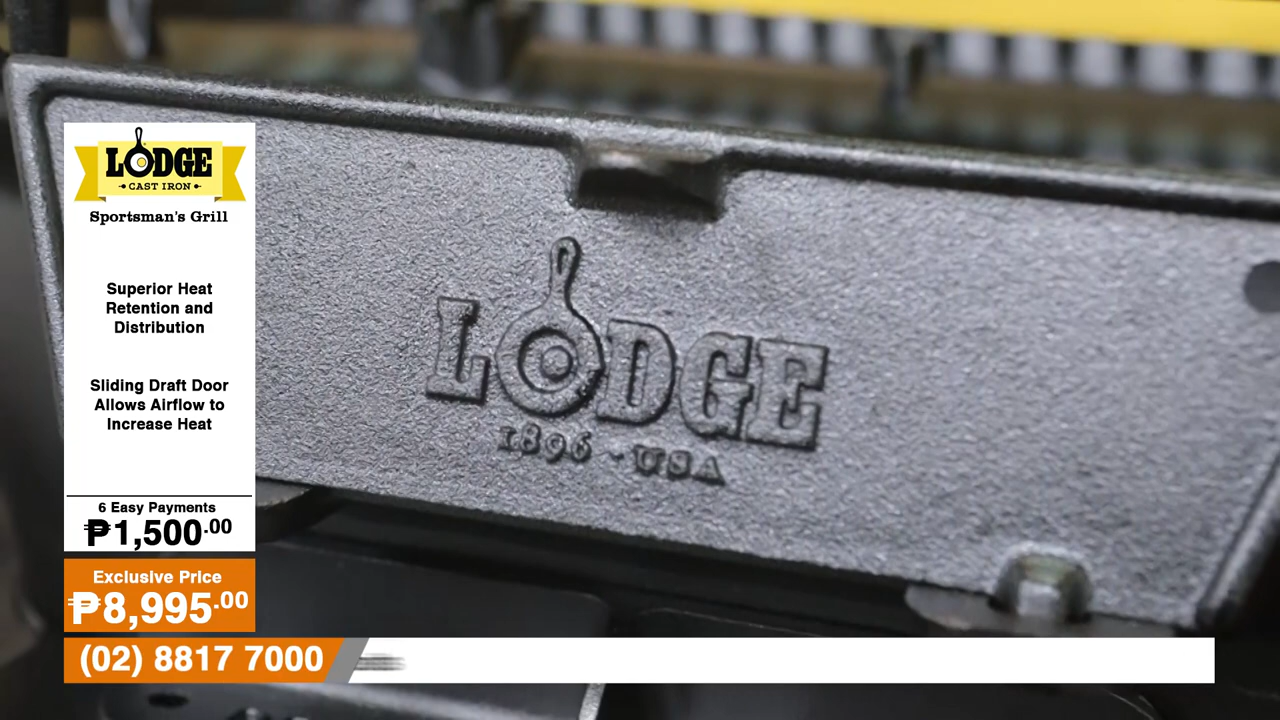 LODGE
CAST IRON
Sportsman's Grill
Superior Heat
Retention and
Distribution
Sliding Draft Door
Allows Airflow to
Increase Heat
6 Easy Payments
₱1,500.00
Exclusive Price
₱8,995.00
(02) 8817 7000
LODGE
1896 - USA